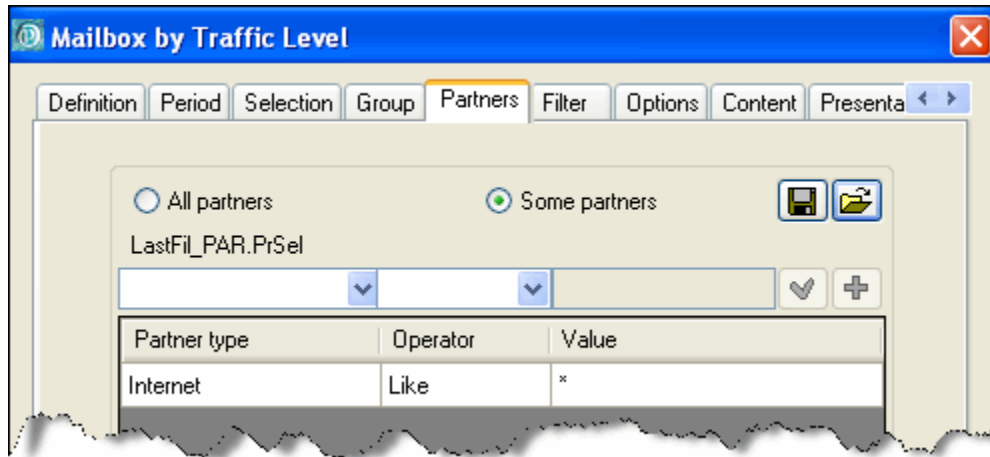 Mailbox by Traffic Level
Definition Period Selection Group Partners Filter Options Content Presenta
All partners Some partners
LastFil_PAR.PrSel
Partner type Operator Value
Internet Like *